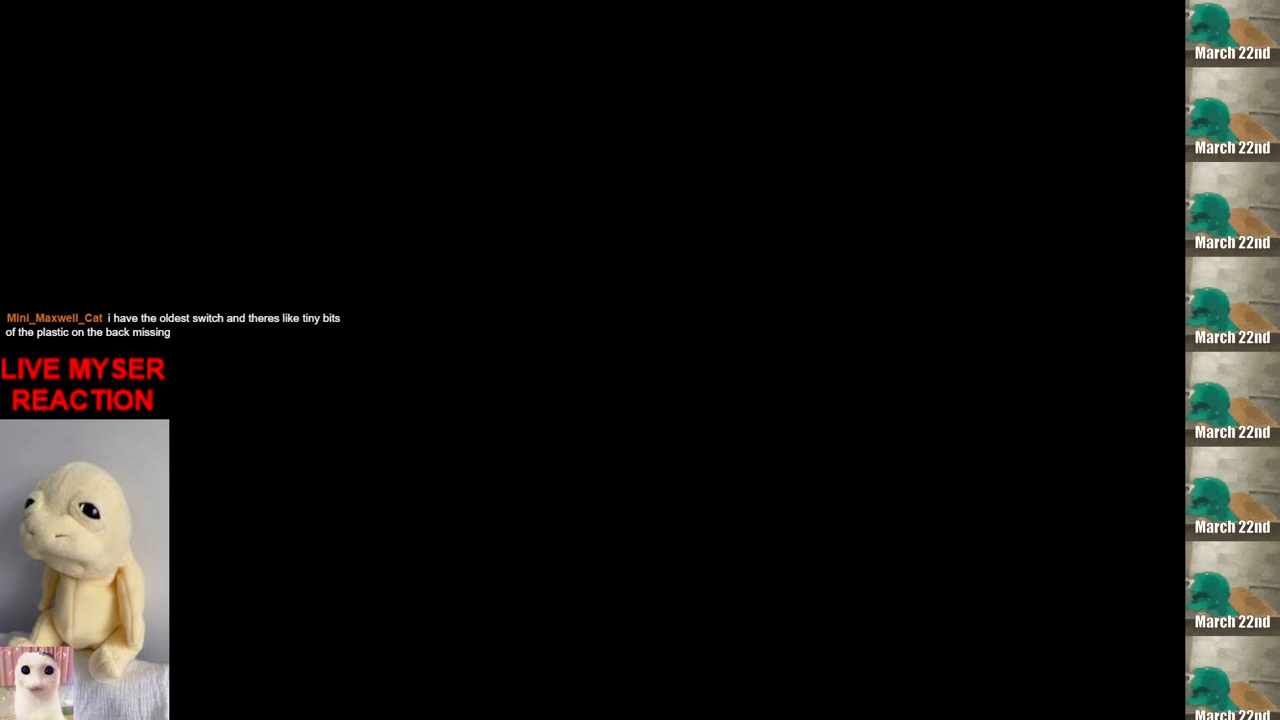 March 22nd
March 22nd
March 22nd
Mini_Maxwell_Cat i have the oldest switch and theres like tiny bits
of the plastic on the back missing
March 22nd
LIVE MYSER
REACTION
March 22nd
March 22nd
March 22nd
March 22nd